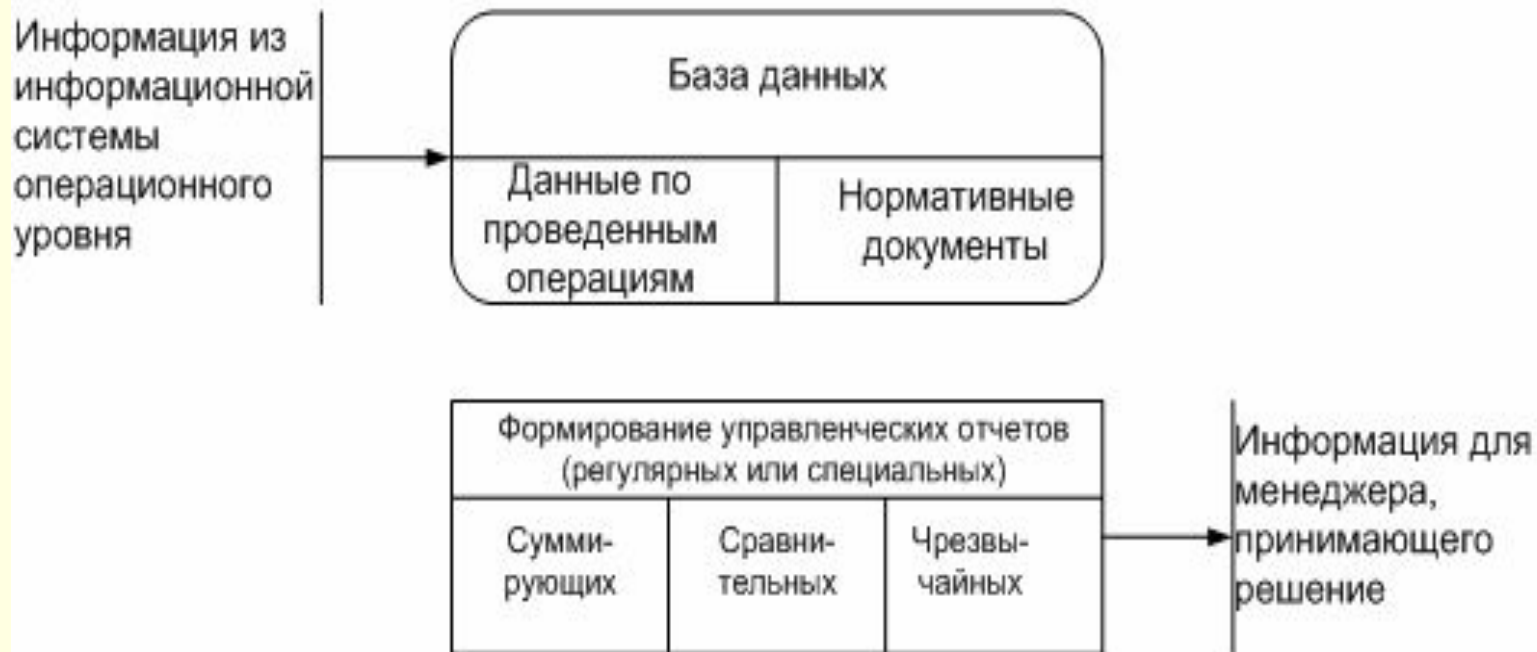 Информация из
информационной
системы
операционного
уровня
База данных
Данные по
проведенным
операциям
Нормативные
документы
Формирование управленческих отчетов
(регулярных или специальных)
Сумми-
рующих
Сравни-
тельных
Чрезвы-
чайных
Информация для
менеджера,
принимающего
решение